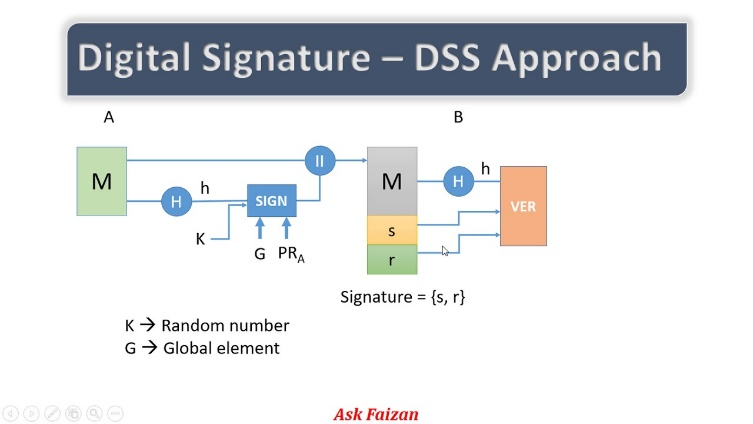 Digital Signature – DSS Approach
A
B
M
H
h
K
SIGN
G
PRA
II
M
s
r
H
h
VER
Signature = {s, r}
K → Random number
G → Global element
Ask Faizan